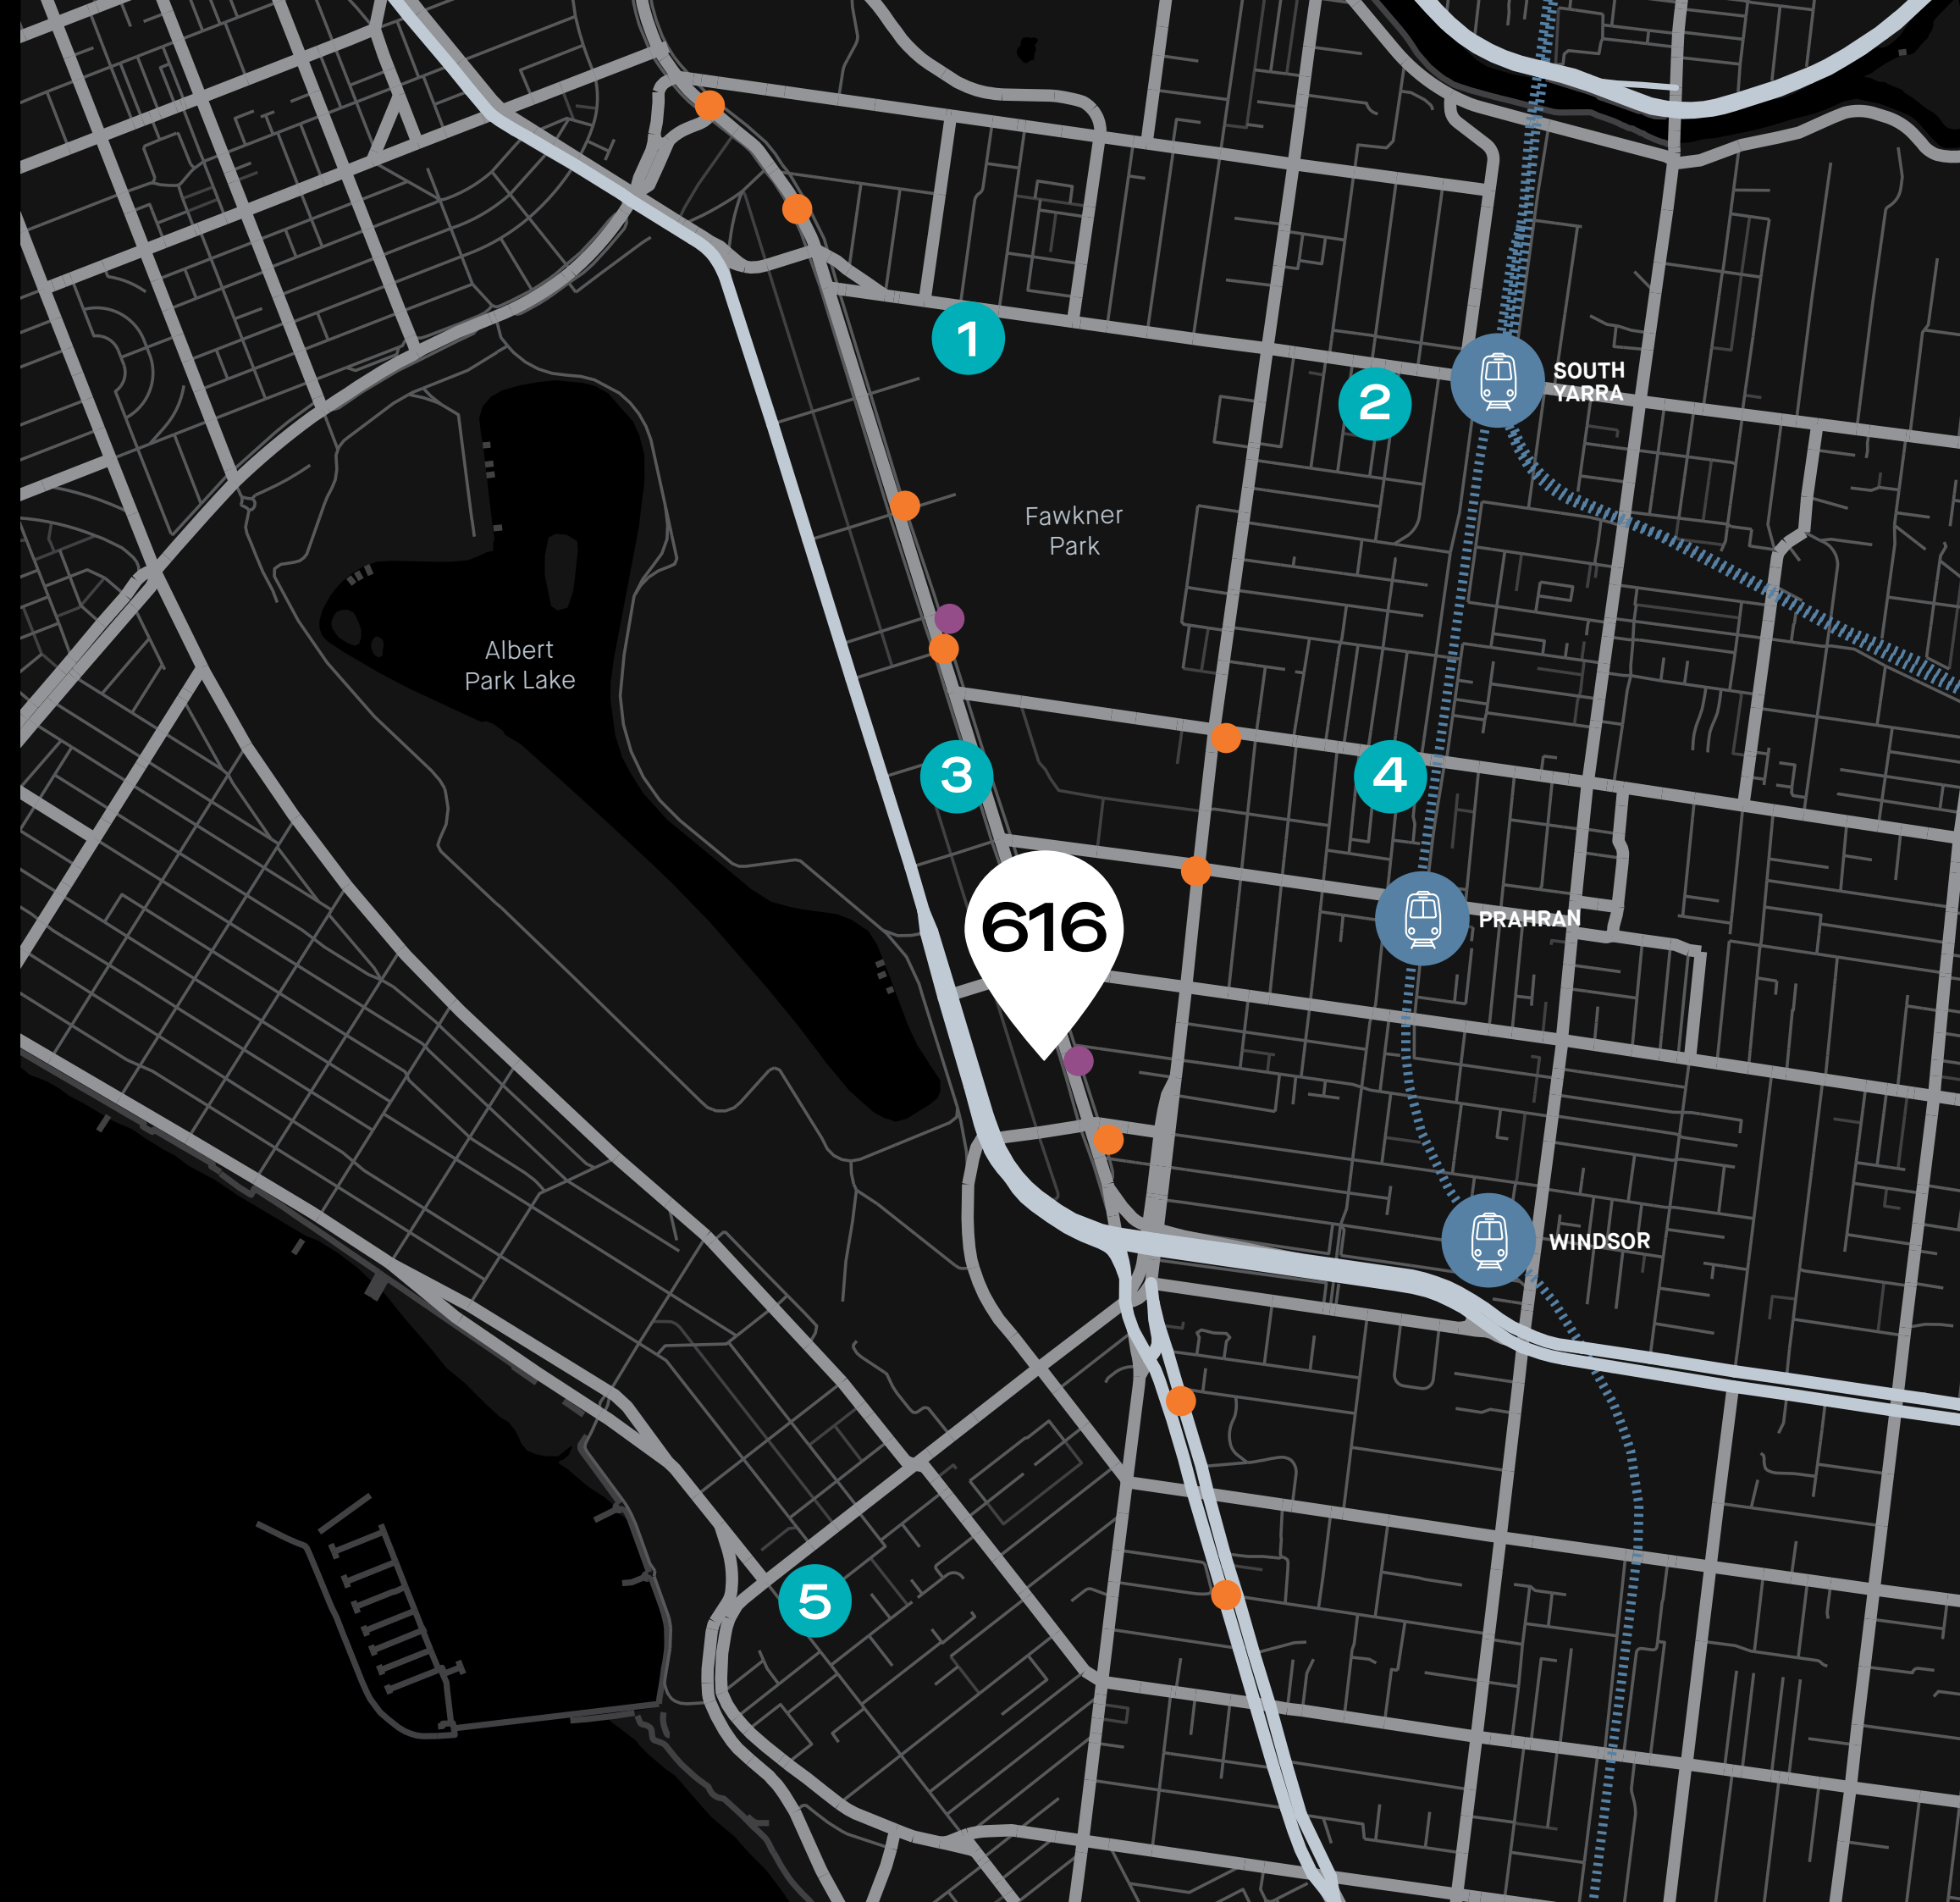 1
SOUTH
YARRA
2
Fawkner
Park
Albert
Park Lake
3
4
616
PRAHRAN
WINDSOR
5